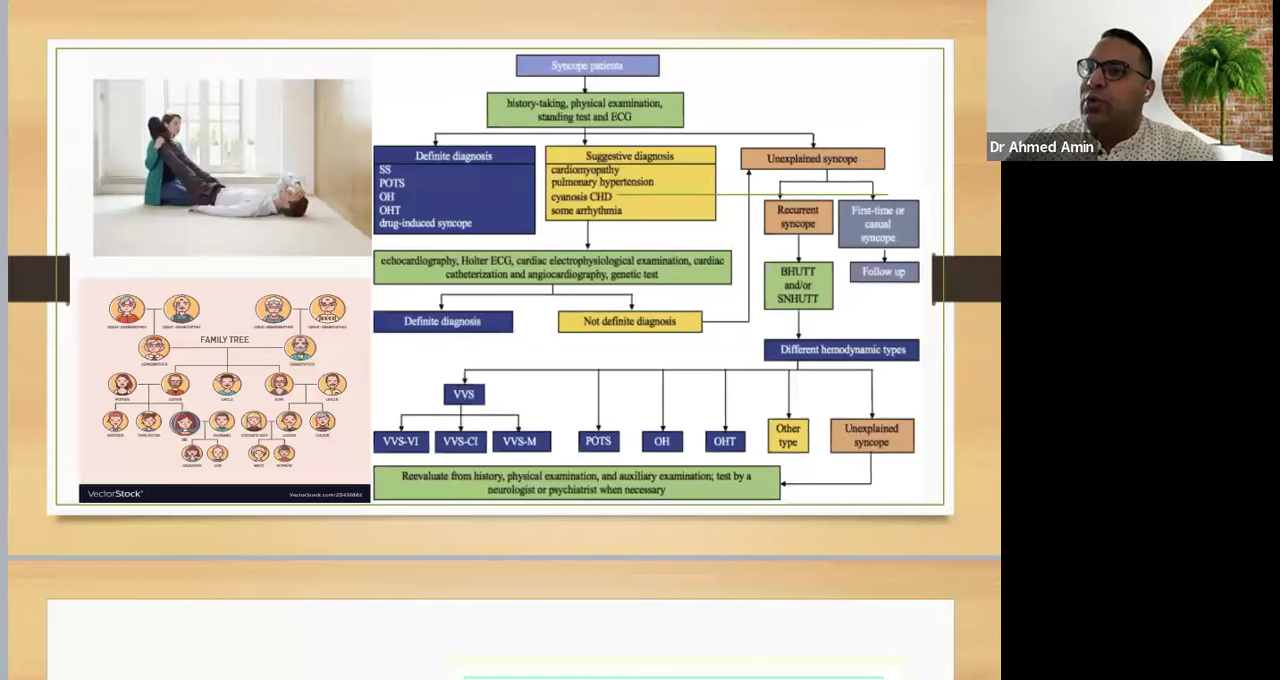 Syncope patients
history-taking, physical examination,
standing test and ECG
Definite diagnosis
SS
POTS
OH
OHT
drug-induced syncope
Suggestive diagnosis
cardiomyopathy
pulmonary hypertension
cyanosis CHD
some arrhythmia
Unexplained syncope
Recurrent
syncope
First-time or
casual
syncope
BHUTT
and/or
SNHUTT
Follow up
echocardiography, Holter ECG, cardiac electrophysiological examination, cardiac
catheterization and angiocardiography, genetic test
Definite diagnosis
Not definite diagnosis
Different hemodynamic types
VVS
VVS-VI
VVS-CI
VVS-M
POTS
OH
OHT
Other
type
Unexplained
syncope
Reevaluate from history, physical examination, and auxiliary examination; test by a
neurologist or psychiatrist when necessary
FAMILY TREE
VectorStock
Dr Ahmed Amin